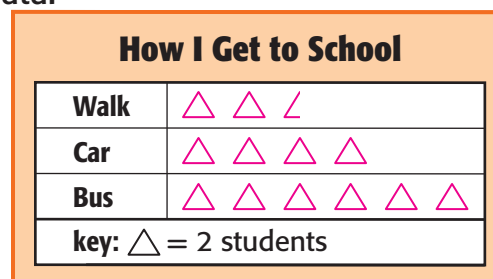 How I Get to School
Walk
Car
Bus
key: △ = 2 students